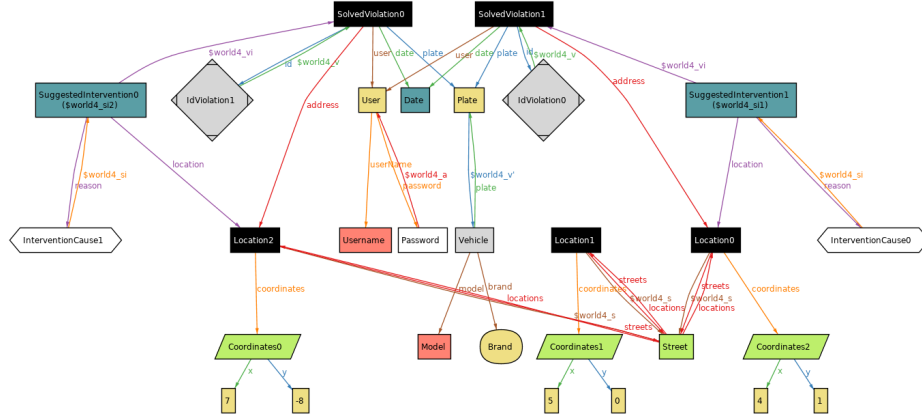 SolvedViolation0
SolvedViolation1
$world4_vi
id
$world4_v
user
date
plate
user
date
plate
id
$world4_v
$world4_vi
SuggestedIntervention0
($world4_si2)
IdViolation1
address
User
Date
Plate
IdViolation0
SuggestedIntervention1
($world4_si1)
$world4_si
reason
location
userName
$world4_a
password
$world4_v'
plate
location
$world4_si
reason
InterventionCause1
Location2
Username
Password
Vehicle
Location1
Location0
InterventionCause0
coordinates
model
brand
locations
coordinates
streets
$world4_s
locations
streets
$world4_s
locations
coordinates
$world4_s
streets
Coordinates0
Model
Brand
Coordinates1
Street
Coordinates2
x
y
x
y
x
y
7
-8
5
0
4
1